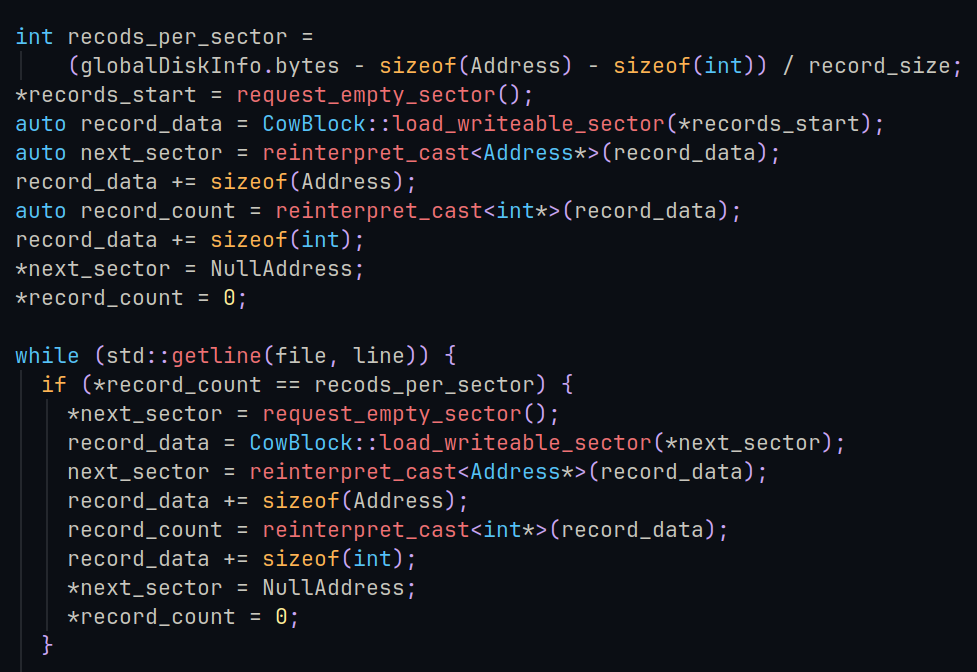 int recods_per_sector =
    (globalDiskInfo.bytes - sizeof(Address) - sizeof(int)) / record_size;
*records_start = request_empty_sector();
auto record_data = CowBlock::load_writeable_sector(*records_start);
auto next_sector = reinterpret_cast<Address*>(record_data);
record_data += sizeof(Address);
auto record_count = reinterpret_cast<int*>(record_data);
record_data += sizeof(int);
*next_sector = NullAddress;
*record_count = 0;

while (std::getline(file, line)) {
  if (*record_count == recods_per_sector) {
    *next_sector = request_empty_sector();
    record_data = CowBlock::load_writeable_sector(*next_sector);
    next_sector = reinterpret_cast<Address*>(record_data);
    record_data += sizeof(Address);
    record_count = reinterpret_cast<int*>(record_data);
    record_data += sizeof(int);
    *next_sector = NullAddress;
    *record_count = 0;
  }